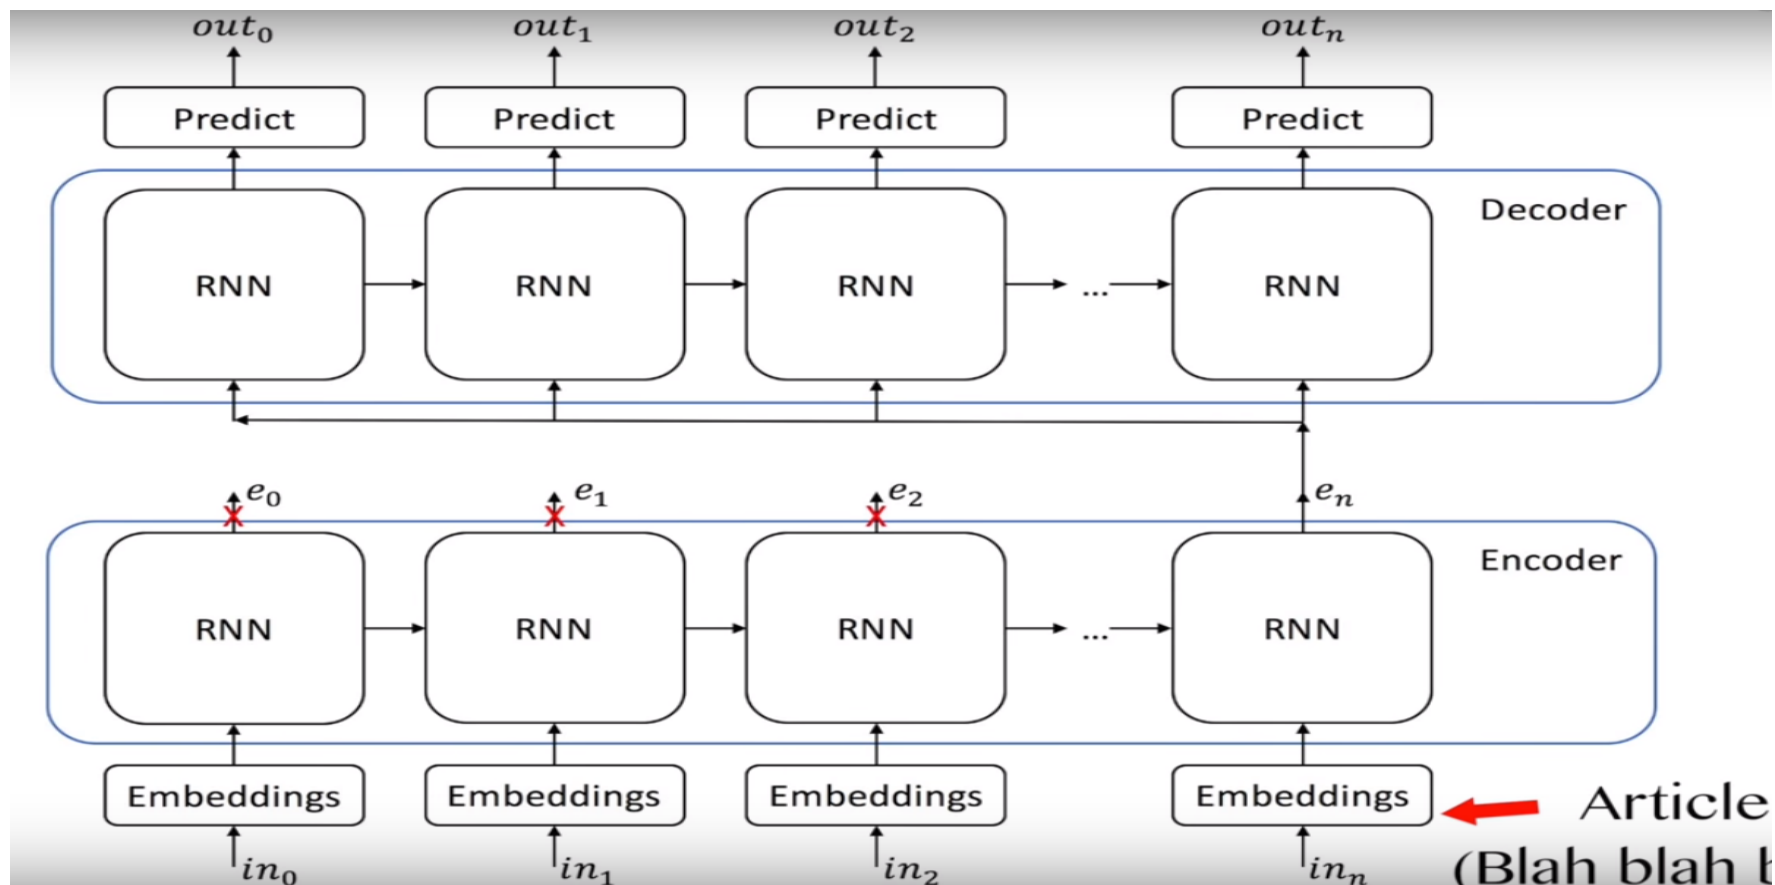 out₀ out₁ out₂ outₙ
Predict Predict Predict Predict
Decoder
RNN RNN RNN ... RNN
e₀ e₁ e₂ eₙ
Encoder
RNN RNN RNN ... RNN
Embeddings Embeddings Embeddings Embeddings Article
in₀ in₁ in₂ inₙ (Blah blah b